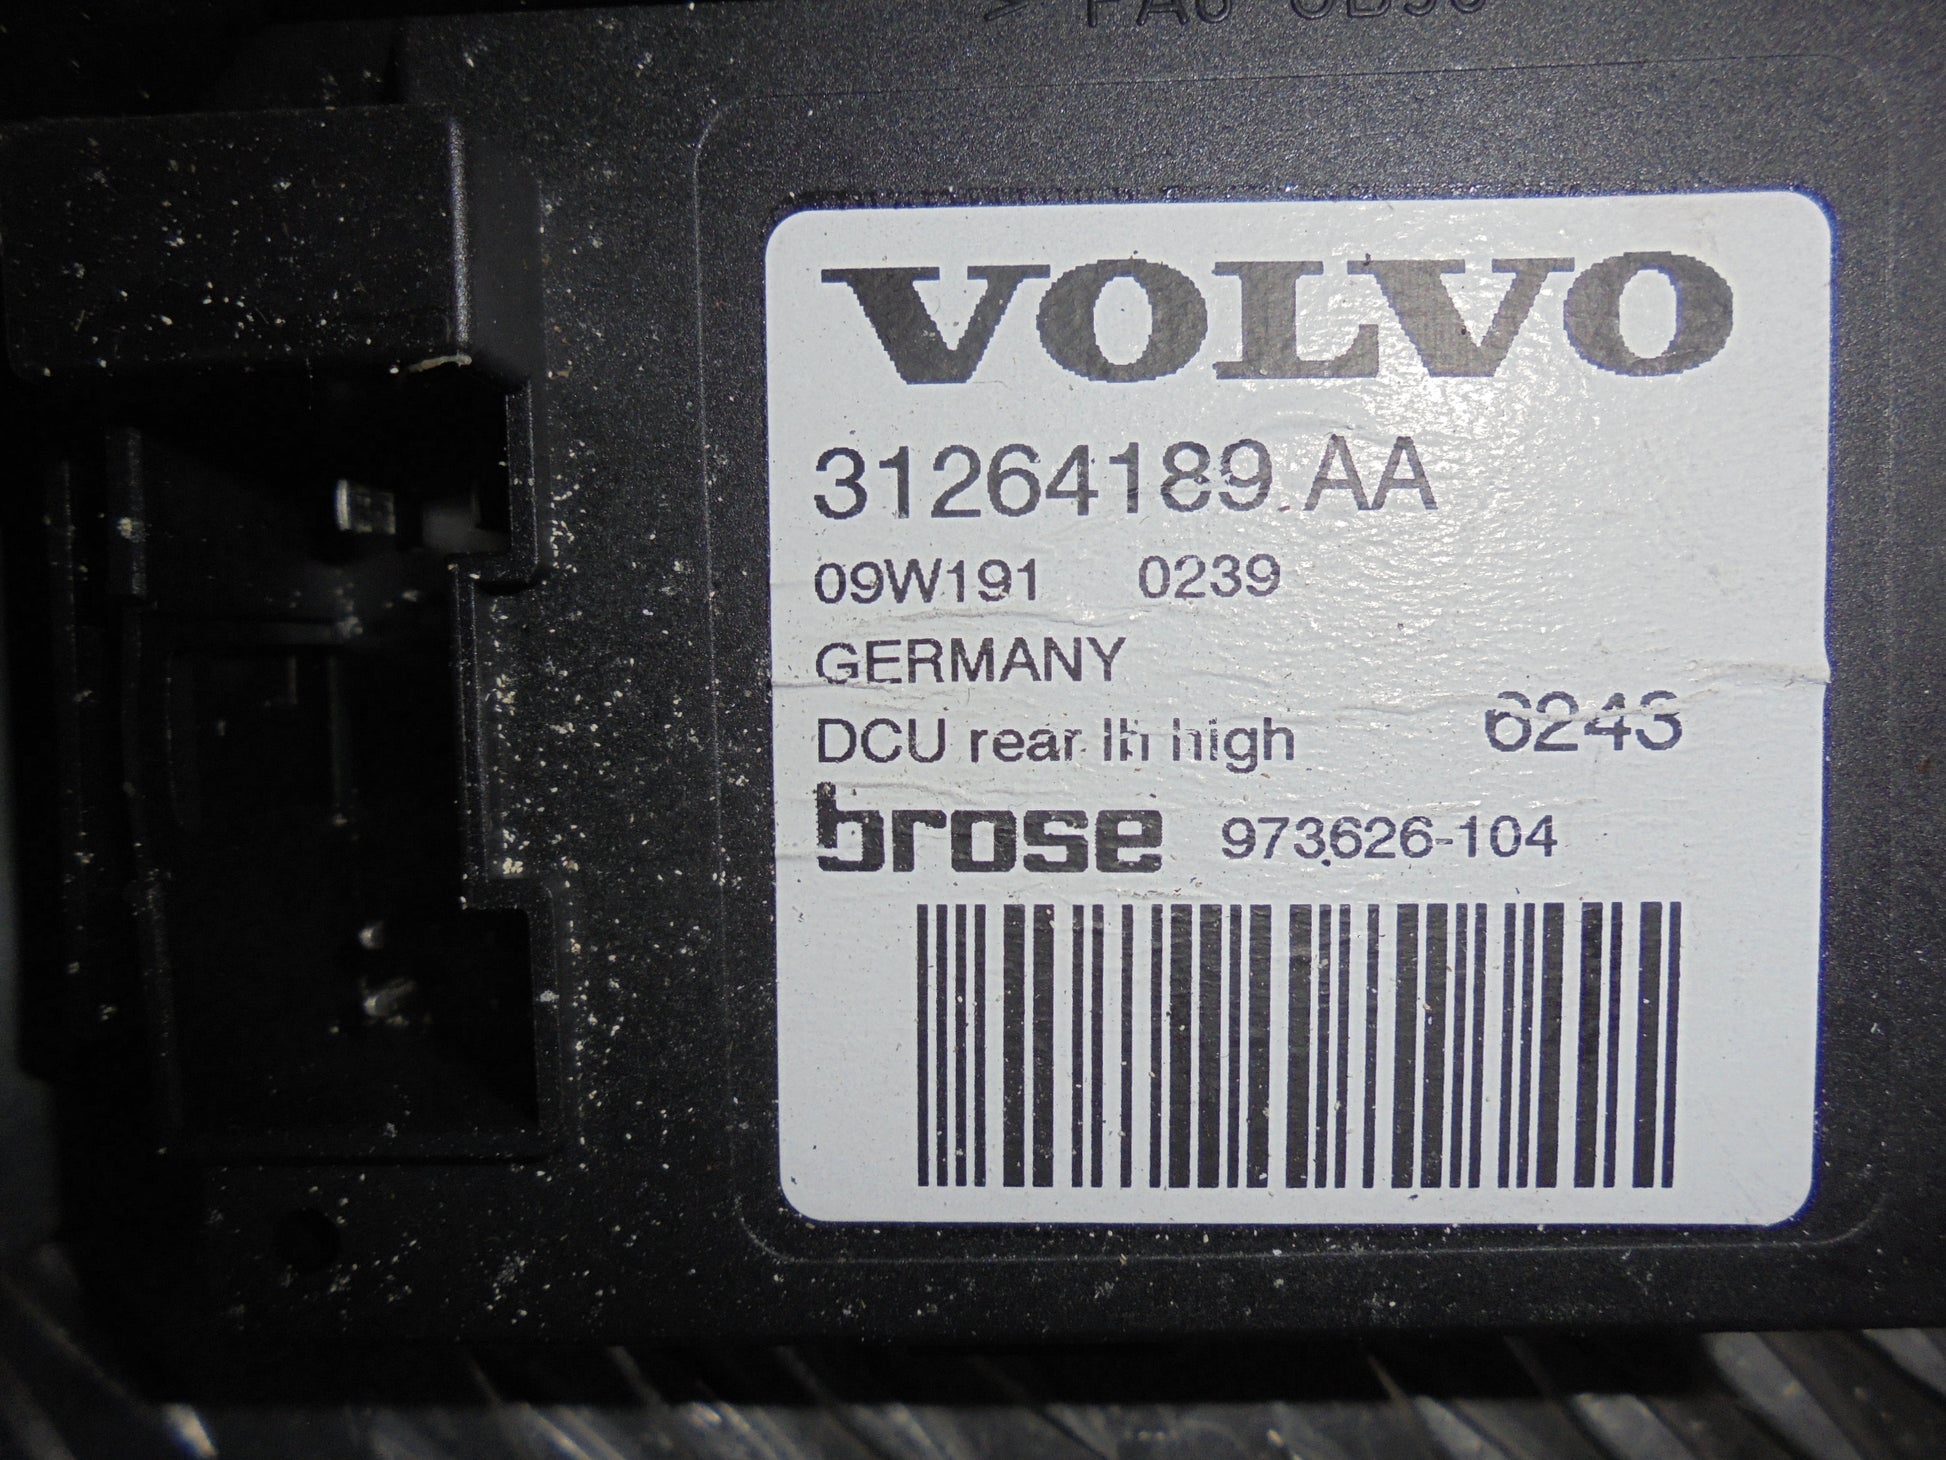 VOLVO
31264189 AA
09W191 0239
GERMANY
DCU rear lh high 6243
brose 973626-104